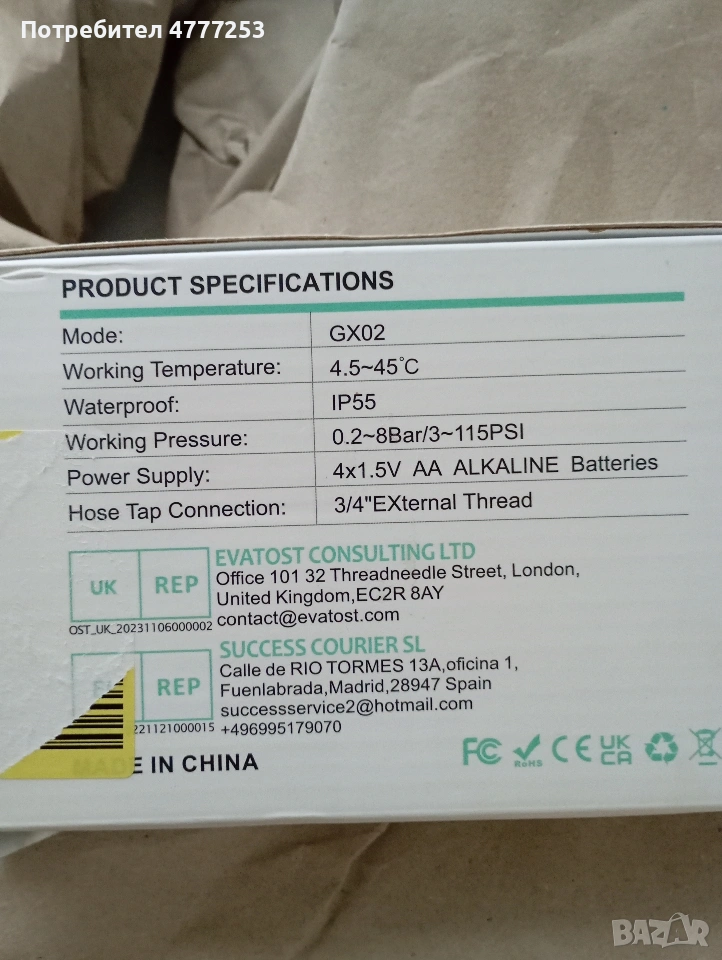 Потребител 4777253
PRODUCT SPECIFICATIONS
Mode: GX02
Working Temperature: 4.5~45°C
Waterproof: IP55
Working Pressure: 0.2~8Bar/3~115PSI
Power Supply: 4x1.5V AA ALKALINE Batteries
Hose Tap Connection: 3/4"EXternal Thread
UK REP
OST_UK_20231106000002
EVATOST CONSULTING LTD
Office 101 32 Threadneedle Street, London,
United Kingdom,EC2R 8AY
contact@evatost.com
REP
221121000015
SUCCESS COURIER SL
Calle de RIO TORMES 13A,oficina 1,
Fuenlabrada,Madrid,28947 Spain
successservice2@hotmail.com
+496995179070
MADE IN CHINA
FC RoHS CE UK CA
BAZAR